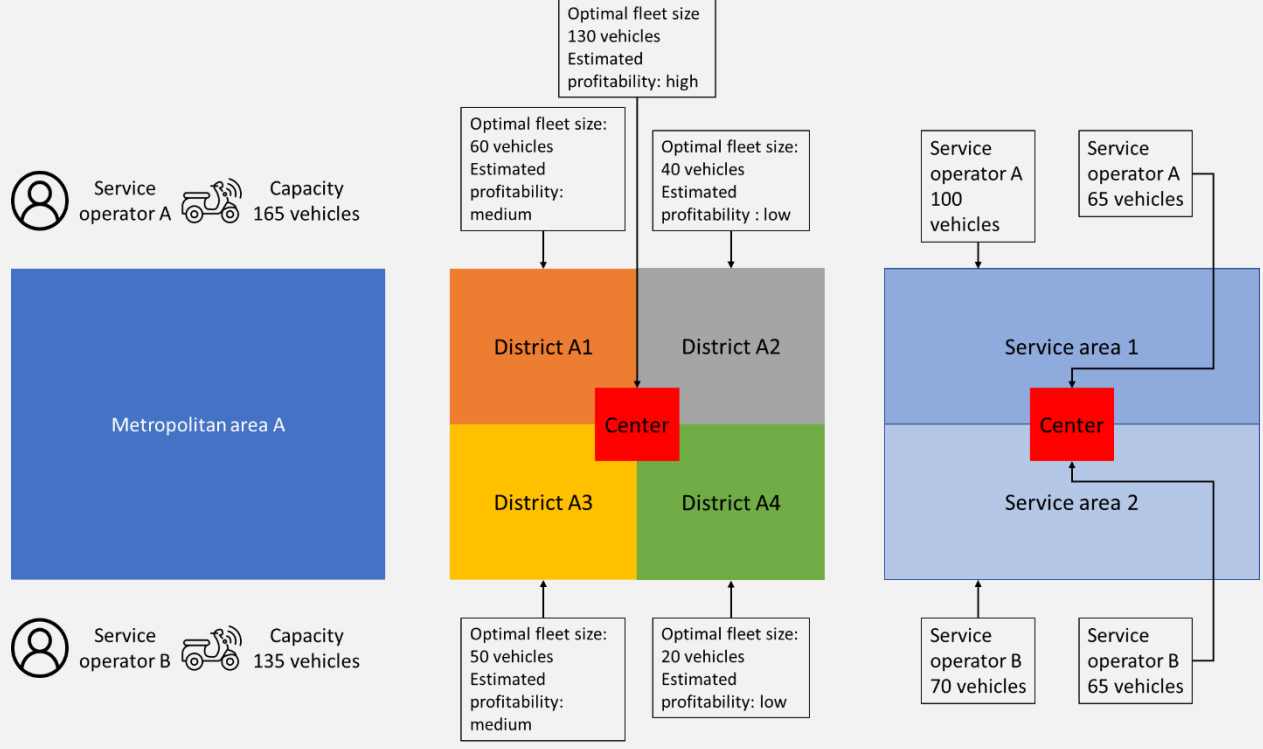 Optimal fleet size
130 vehicles
Estimated
profitability: high
Optimal fleet size:
60 vehicles
Estimated
profitability:
medium
Optimal fleet size:
40 vehicles
Estimated
profitability : low
Service
operator A
100
vehicles
Service
operator A
65 vehicles
Service
operator A
Capacity
165 vehicles
Metropolitan area A
District A1
District A2
Center
District A3
District A4
Service area 1
Center
Service area 2
Service
operator B
Capacity
135 vehicles
Optimal fleet size:
50 vehicles
Estimated
profitability:
medium
Optimal fleet size:
20 vehicles
Estimated
profitability: low
Service
operator B
70 vehicles
Service
operator B
65 vehicles